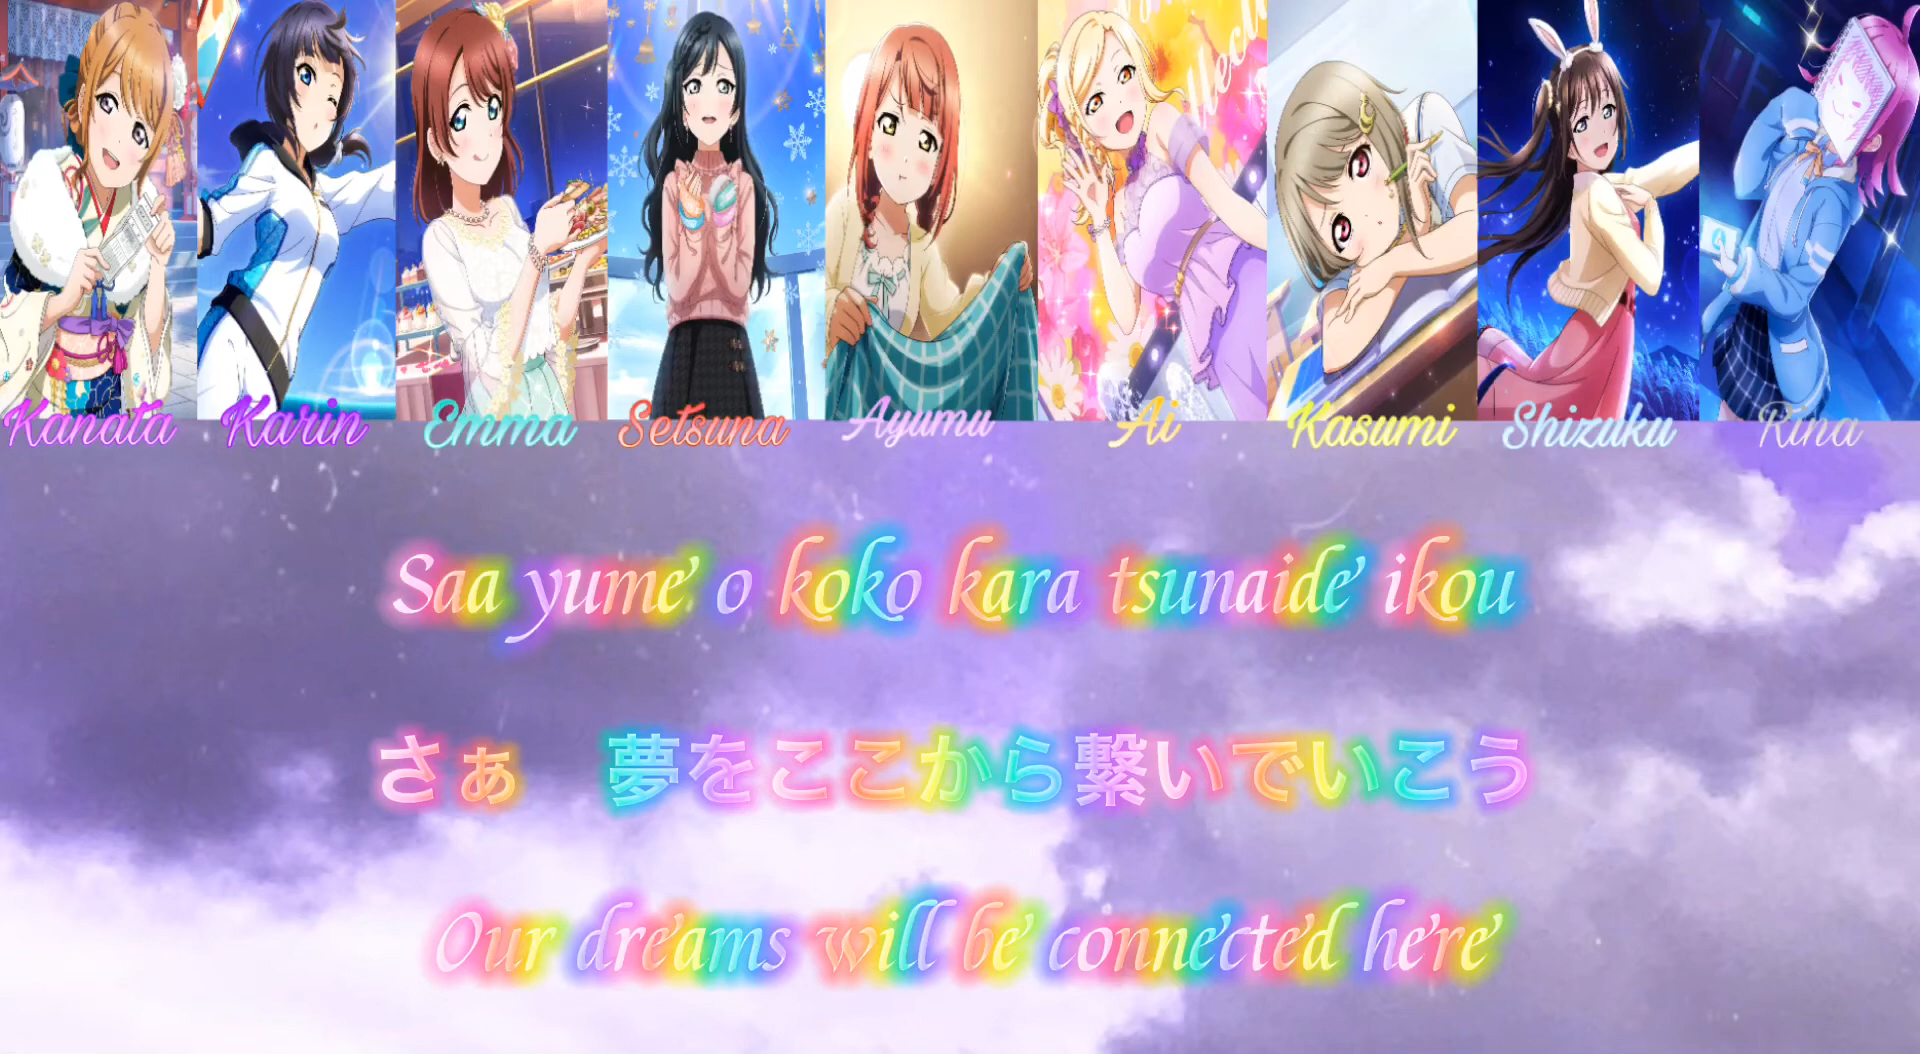 Kanata Karin Emma Setsuna Ayumu Ai Kasumi Shizuku Rina
Saa yume o koko kara tsunaide ikou
さぁ 夢をここから繋いでいこう
Our dreams will be connected here